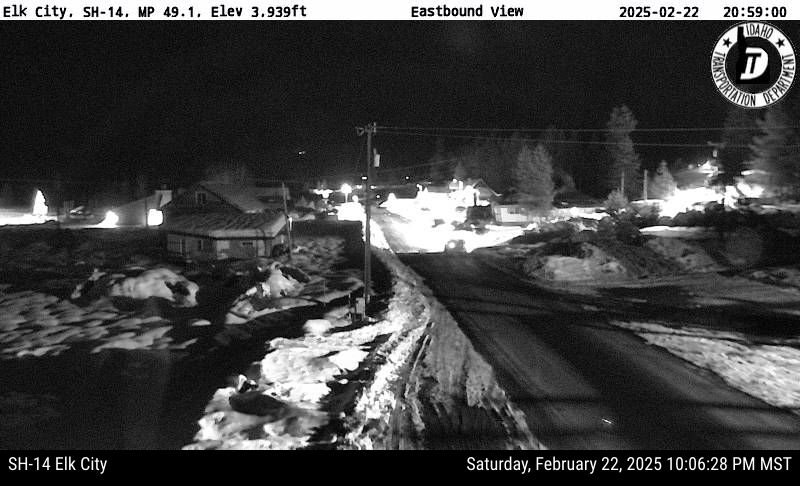 Elk City, SH-14, MP 49.1, Elev 3,939ft Eastbound View 2025-02-22 20:59:00
IDAHO
TRANSPORTATION DEPARTMENT
SH-14 Elk City Saturday, February 22, 2025 10:06:28 PM MST